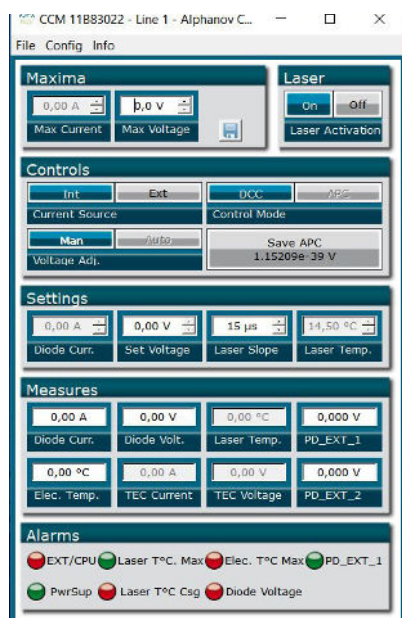 CCM 11B83022 - Line 1 - Alphanov C...
File Config Info
Maxima
Laser
0,00 A
0,0 V
On
Off
Max Current
Max Voltage
Laser Activation
Controls
Int
Ext
DCC
APC
Current Source
Control Mode
Man
Auto
Save APC
1.15209e-39 V
Voltage Adj.
Settings
0,00 A
0,00 V
15 µs
14,50 °C
Diode Curr.
Set Voltage
Laser Slope
Laser Temp.
Measures
0,00 A
0,00 V
0,00 °C
0,000 V
Diode Curr.
Diode Volt.
Laser Temp.
PD_EXT_1
0,00 °C
0,00 A
0,00 V
0,000 V
Elec. Temp.
TEC Current
TEC Voltage
PD_EXT_2
Alarms
EXT/CPU
Laser T°C. Max
Elec. T°C Max
PD_EXT_1
PwrSup
Laser T°C Csg
Diode Voltage